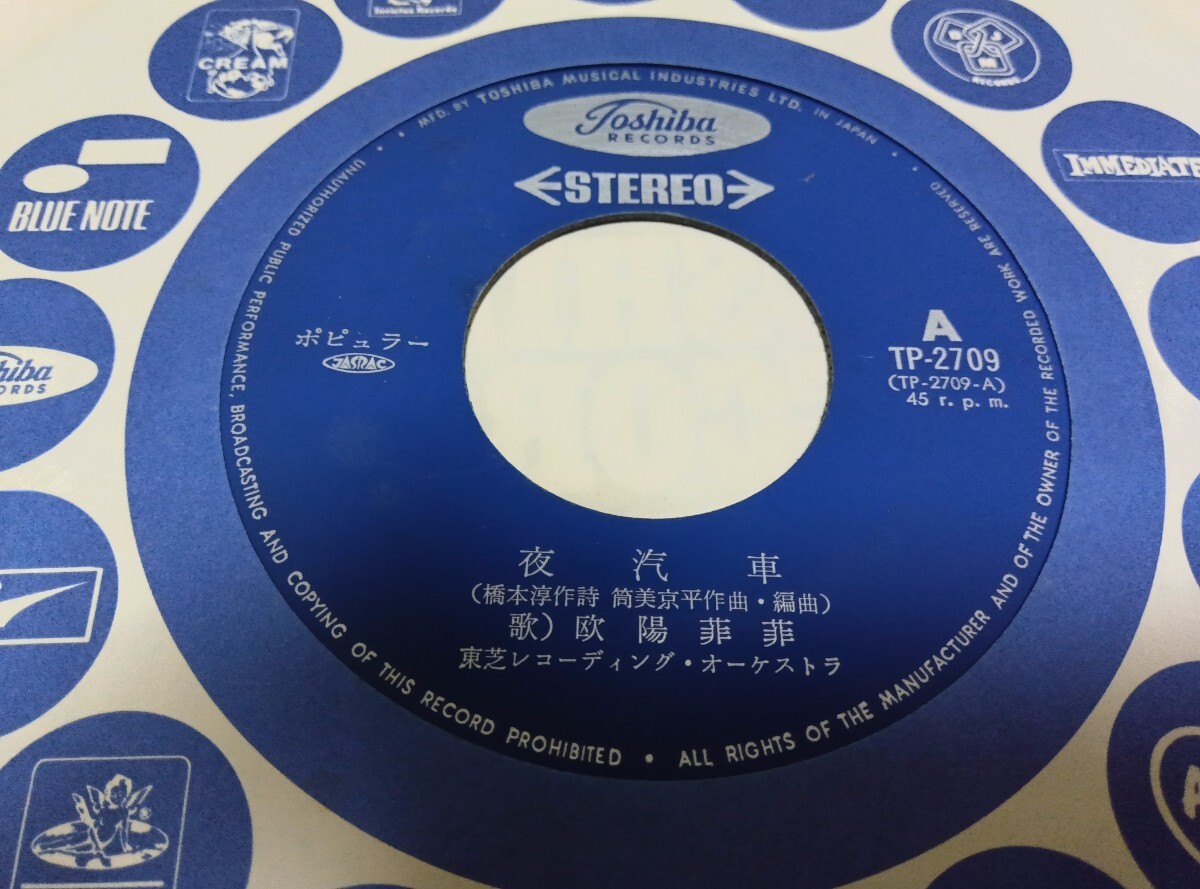 Invictus Records
CREAM
RECORDS
BLUE NOTE
IMMEDIATE
MFD. BY TOSHIBA MUSICAL INDUSTRIES LTD. IN JAPAN
Toshiba
RECORDS
STEREO
ポピュラー
JASRAC
A
TP-2709
(TP-2709-A)
45 r. p. m.
夜汽車
(橋本淳作詩 筒美京平作曲・編曲)
歌) 欧陽菲菲
東芝レコーディング・オーケストラ
UNAUTHORIZED PUBLIC PERFORMANCE, BROADCASTING AND COPYING OF THIS RECORD PROHIBITED • ALL RIGHTS OF THE MANUFACTURER AND OF THE OWNER OF THE RECORDED WORK ARE RESERVED